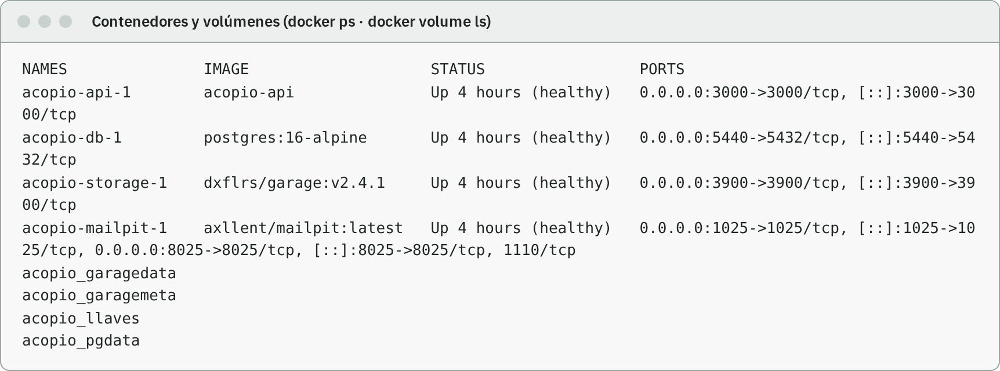 Contenedores y volúmenes (docker ps · docker volume ls)
NAMES               IMAGE                    STATUS                 PORTS
acopio-api-1        acopio-api               Up 4 hours (healthy)   0.0.0.0:3000->3000/tcp, [::]:3000->30
00/tcp
acopio-db-1         postgres:16-alpine       Up 4 hours (healthy)   0.0.0.0:5440->5432/tcp, [::]:5440->54
32/tcp
acopio-storage-1    dxflrs/garage:v2.4.1     Up 4 hours (healthy)   0.0.0.0:3900->3900/tcp, [::]:3900->39
00/tcp
acopio-mailpit-1    axllent/mailpit:latest   Up 4 hours (healthy)   0.0.0.0:1025->1025/tcp, [::]:1025->10
25/tcp, 0.0.0.0:8025->8025/tcp, [::]:8025->8025/tcp, 1110/tcp
acopio_garagedata
acopio_garagemeta
acopio_llaves
acopio_pgdata